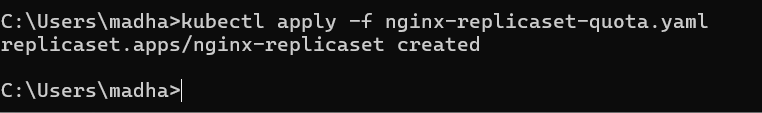 C:\Users\madha>kubectl apply -f nginx-replicaset-quota.yaml
replicaset.apps/nginx-replicaset created
C:\Users\madha>